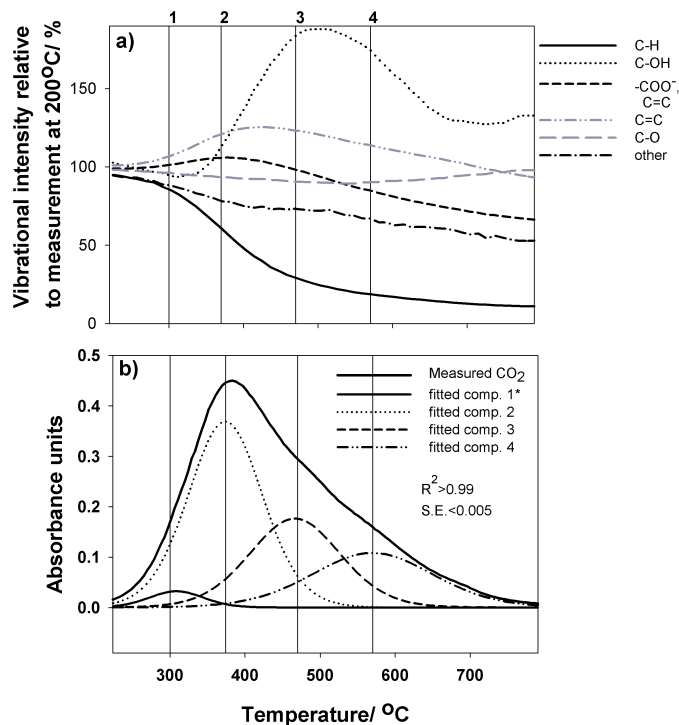 1 2 3 4
a)
Vibrational intensity relative
to measurement at 200°C/ %
150
100
50
0
C-H
C-OH
-COO⁻,
C=C
C=C
C-O
other
b)
Absorbance units
0.5
0.4
0.3
0.2
0.1
0.0
Measured CO₂
fitted comp. 1*
fitted comp. 2
fitted comp. 3
fitted comp. 4
R²>0.99
S.E.<0.005
300 400 500 600 700
Temperature/ °C